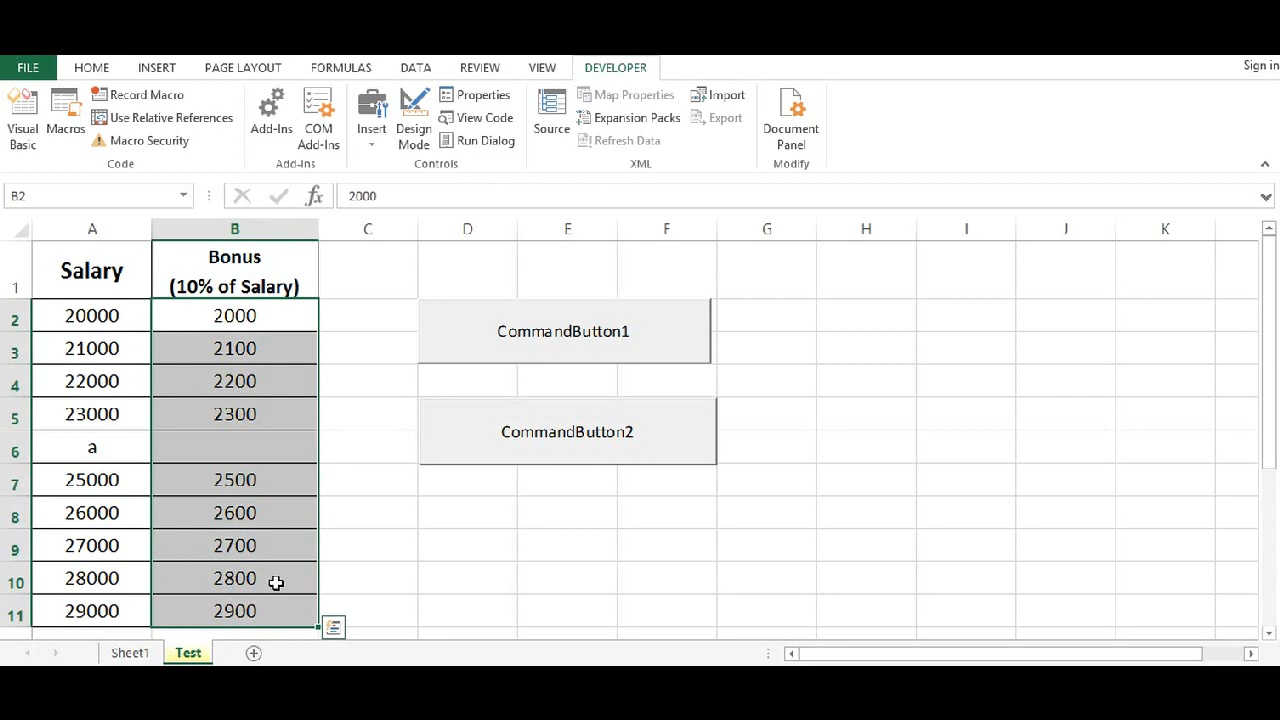 FILE HOME INSERT PAGE LAYOUT FORMULAS DATA REVIEW VIEW DEVELOPER Sign in
Visual Basic
Macros
Record Macro
Use Relative References
Macro Security
Code
Add-Ins
COM Add-Ins
Add-Ins
Insert
Design Mode
Properties
View Code
Run Dialog
Controls
Source
Map Properties
Expansion Packs
Refresh Data
Import
Export
XML
Document Panel
Modify
B2 fx 2000
A B C D E F G H I J K
1 Salary Bonus
(10% of Salary)
2 20000 2000
CommandButton1
3 21000 2100
4 22000 2200
5 23000 2300
CommandButton2
6 a
7 25000 2500
8 26000 2600
9 27000 2700
10 28000 2800
11 29000 2900
Sheet1 Test